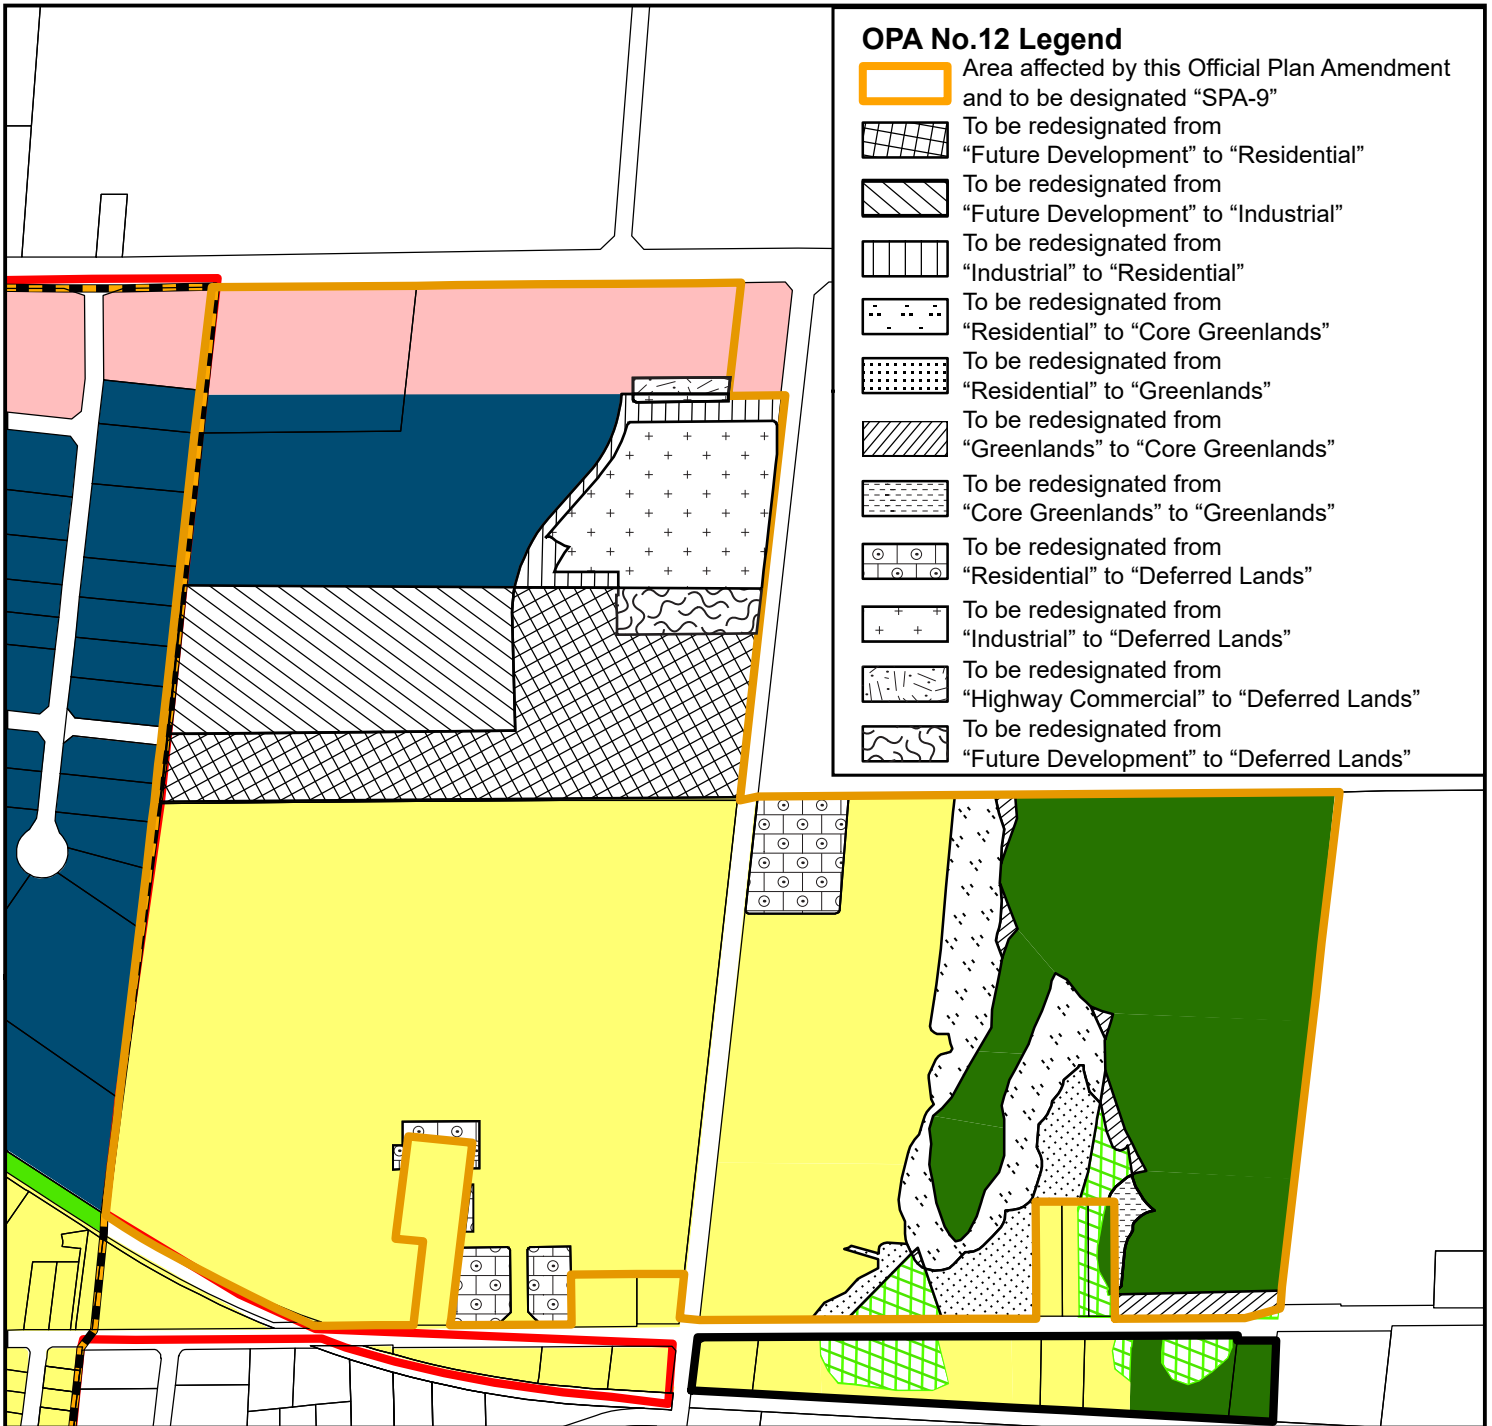 OPA No.12 Legend
Area affected by this Official Plan Amendment
and to be designated “SPA-9”
To be redesignated from
“Future Development” to “Residential”
To be redesignated from
“Future Development” to “Industrial”
To be redesignated from
“Industrial” to “Residential”
To be redesignated from
“Residential” to “Core Greenlands”
To be redesignated from
“Residential” to “Greenlands”
To be redesignated from
“Greenlands” to “Core Greenlands”
To be redesignated from
“Core Greenlands” to “Greenlands”
To be redesignated from
“Residential” to “Deferred Lands”
To be redesignated from
“Industrial” to “Deferred Lands”
To be redesignated from
“Highway Commercial” to “Deferred Lands”
To be redesignated from
“Future Development” to “Deferred Lands”